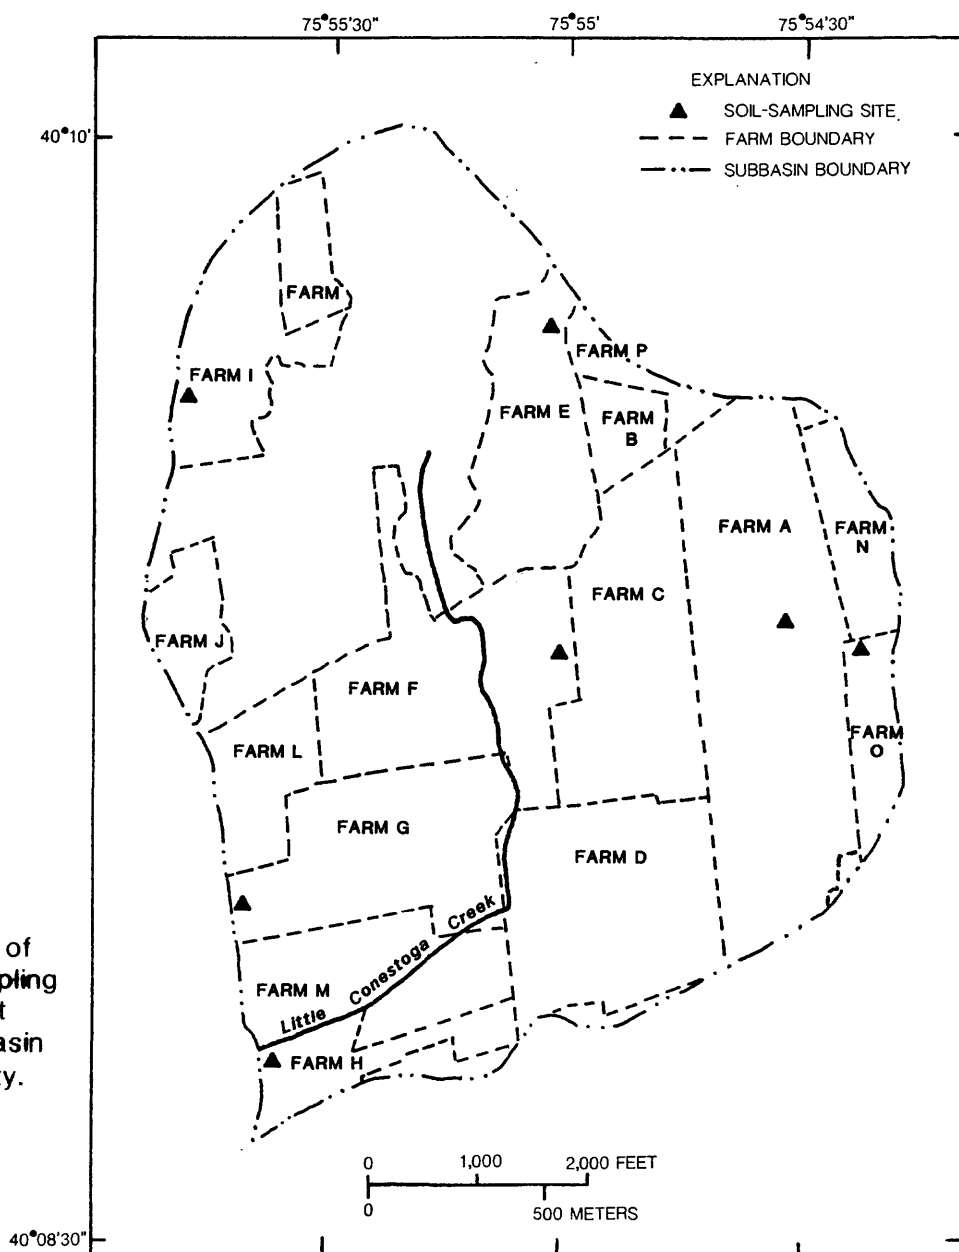 75°55'30"
75°55'
75°54'30"
EXPLANATION
SOIL-SAMPLING SITE
FARM BOUNDARY
SUBBASIN BOUNDARY
40°10'
FARM
FARM I
FARM P
FARM E
FARM
B
FARM A
FARM
N
FARM C
FARM J
FARM F
FARM L
FARM
O
FARM G
FARM D
Little Conestoga Creek
FARM M
FARM H
of
pling
t
asin
y.
0 1,000 2,000 FEET
0 500 METERS
40°08'30"